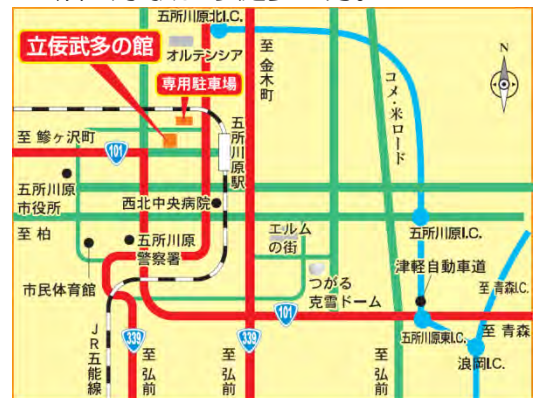 五所川原北I.C.
立佞武多の館
オルテンシア
専用駐車場
至 金木町
コメ・米ロード
N
至 鰺ヶ沢町
101
五所川原駅
五所川原
市役所
西北中央病院
至 柏
五所川原
警察署
市民体育館
エルム
の街
つがる
克雪ドーム
五所川原I.C.
津軽自動車道
至 青森I.C.
101
至 青森
五所川原東I.C.
浪岡I.C.
JR五能線
339
至 弘前
339
至 弘前
至 弘前